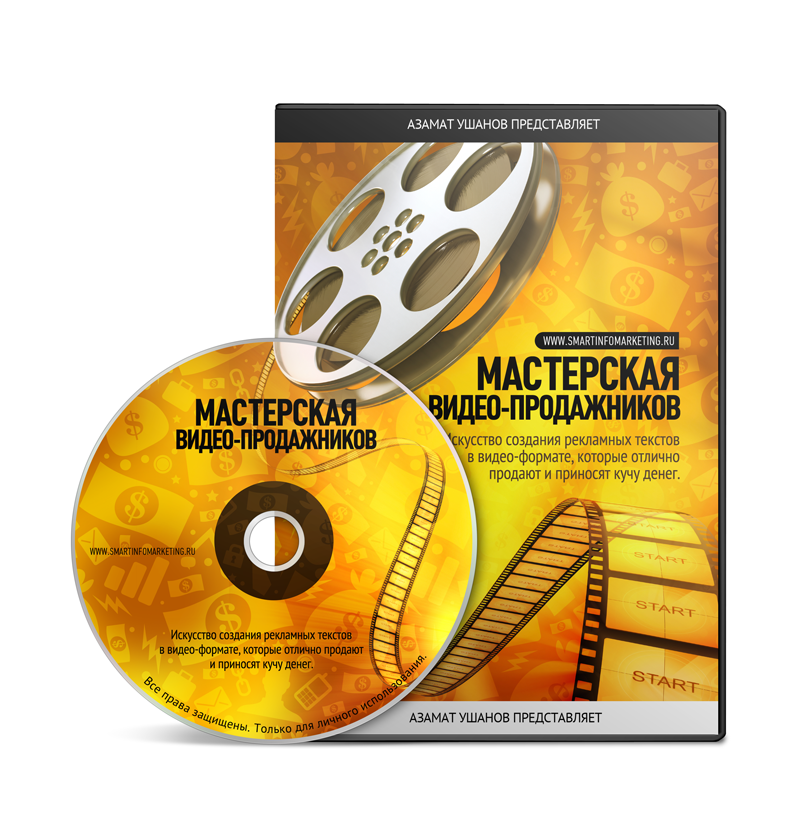 АЗАМАТ УШАНОВ ПРЕДСТАВЛЯЕТ
WWW.SMARTINFOMARKETING.RU
МАСТЕРСКАЯ
ВИДЕО-ПРОДАЖНИКОВ
Искусство создания рекламных текстов
в видео-формате, которые отлично
продают и приносят кучу денег.
START
START
START
START
АЗАМАТ УШАНОВ ПРЕДСТАВЛЯЕТ
МАСТЕРСКАЯ
ВИДЕО-ПРОДАЖНИКОВ
WWW.SMARTINFOMARKETING.RU
Искусство создания рекламных текстов
в видео-формате, которые отлично продают
и приносят кучу денег.
Все права защищены. Только для личного использования.